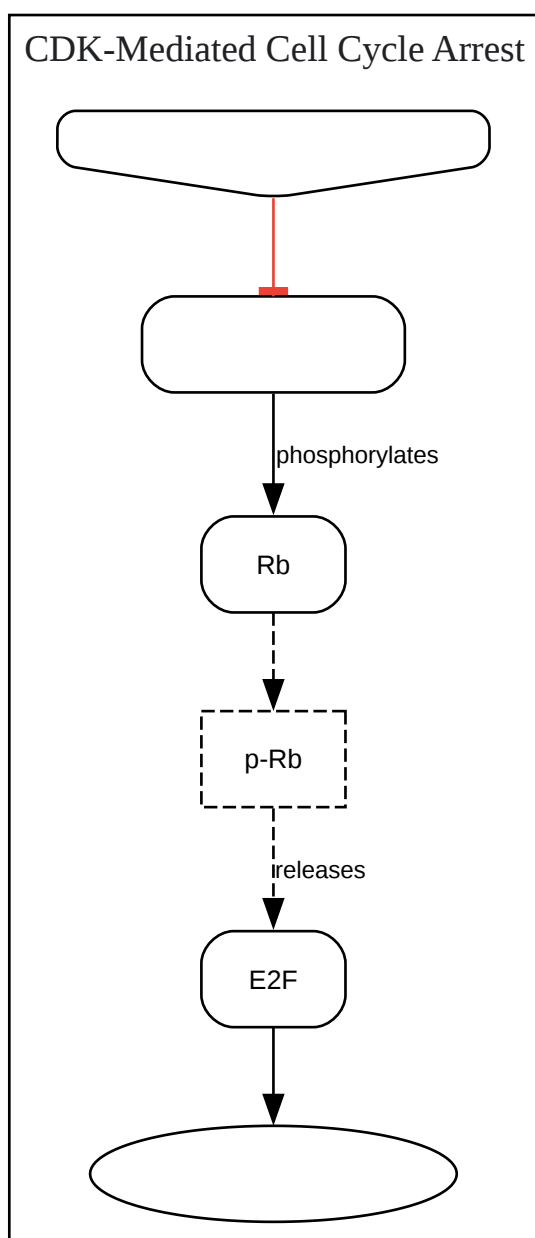 CDK-Mediated Cell Cycle Arrest
phosphorylates
Rb
p-Rb
releases
E2F